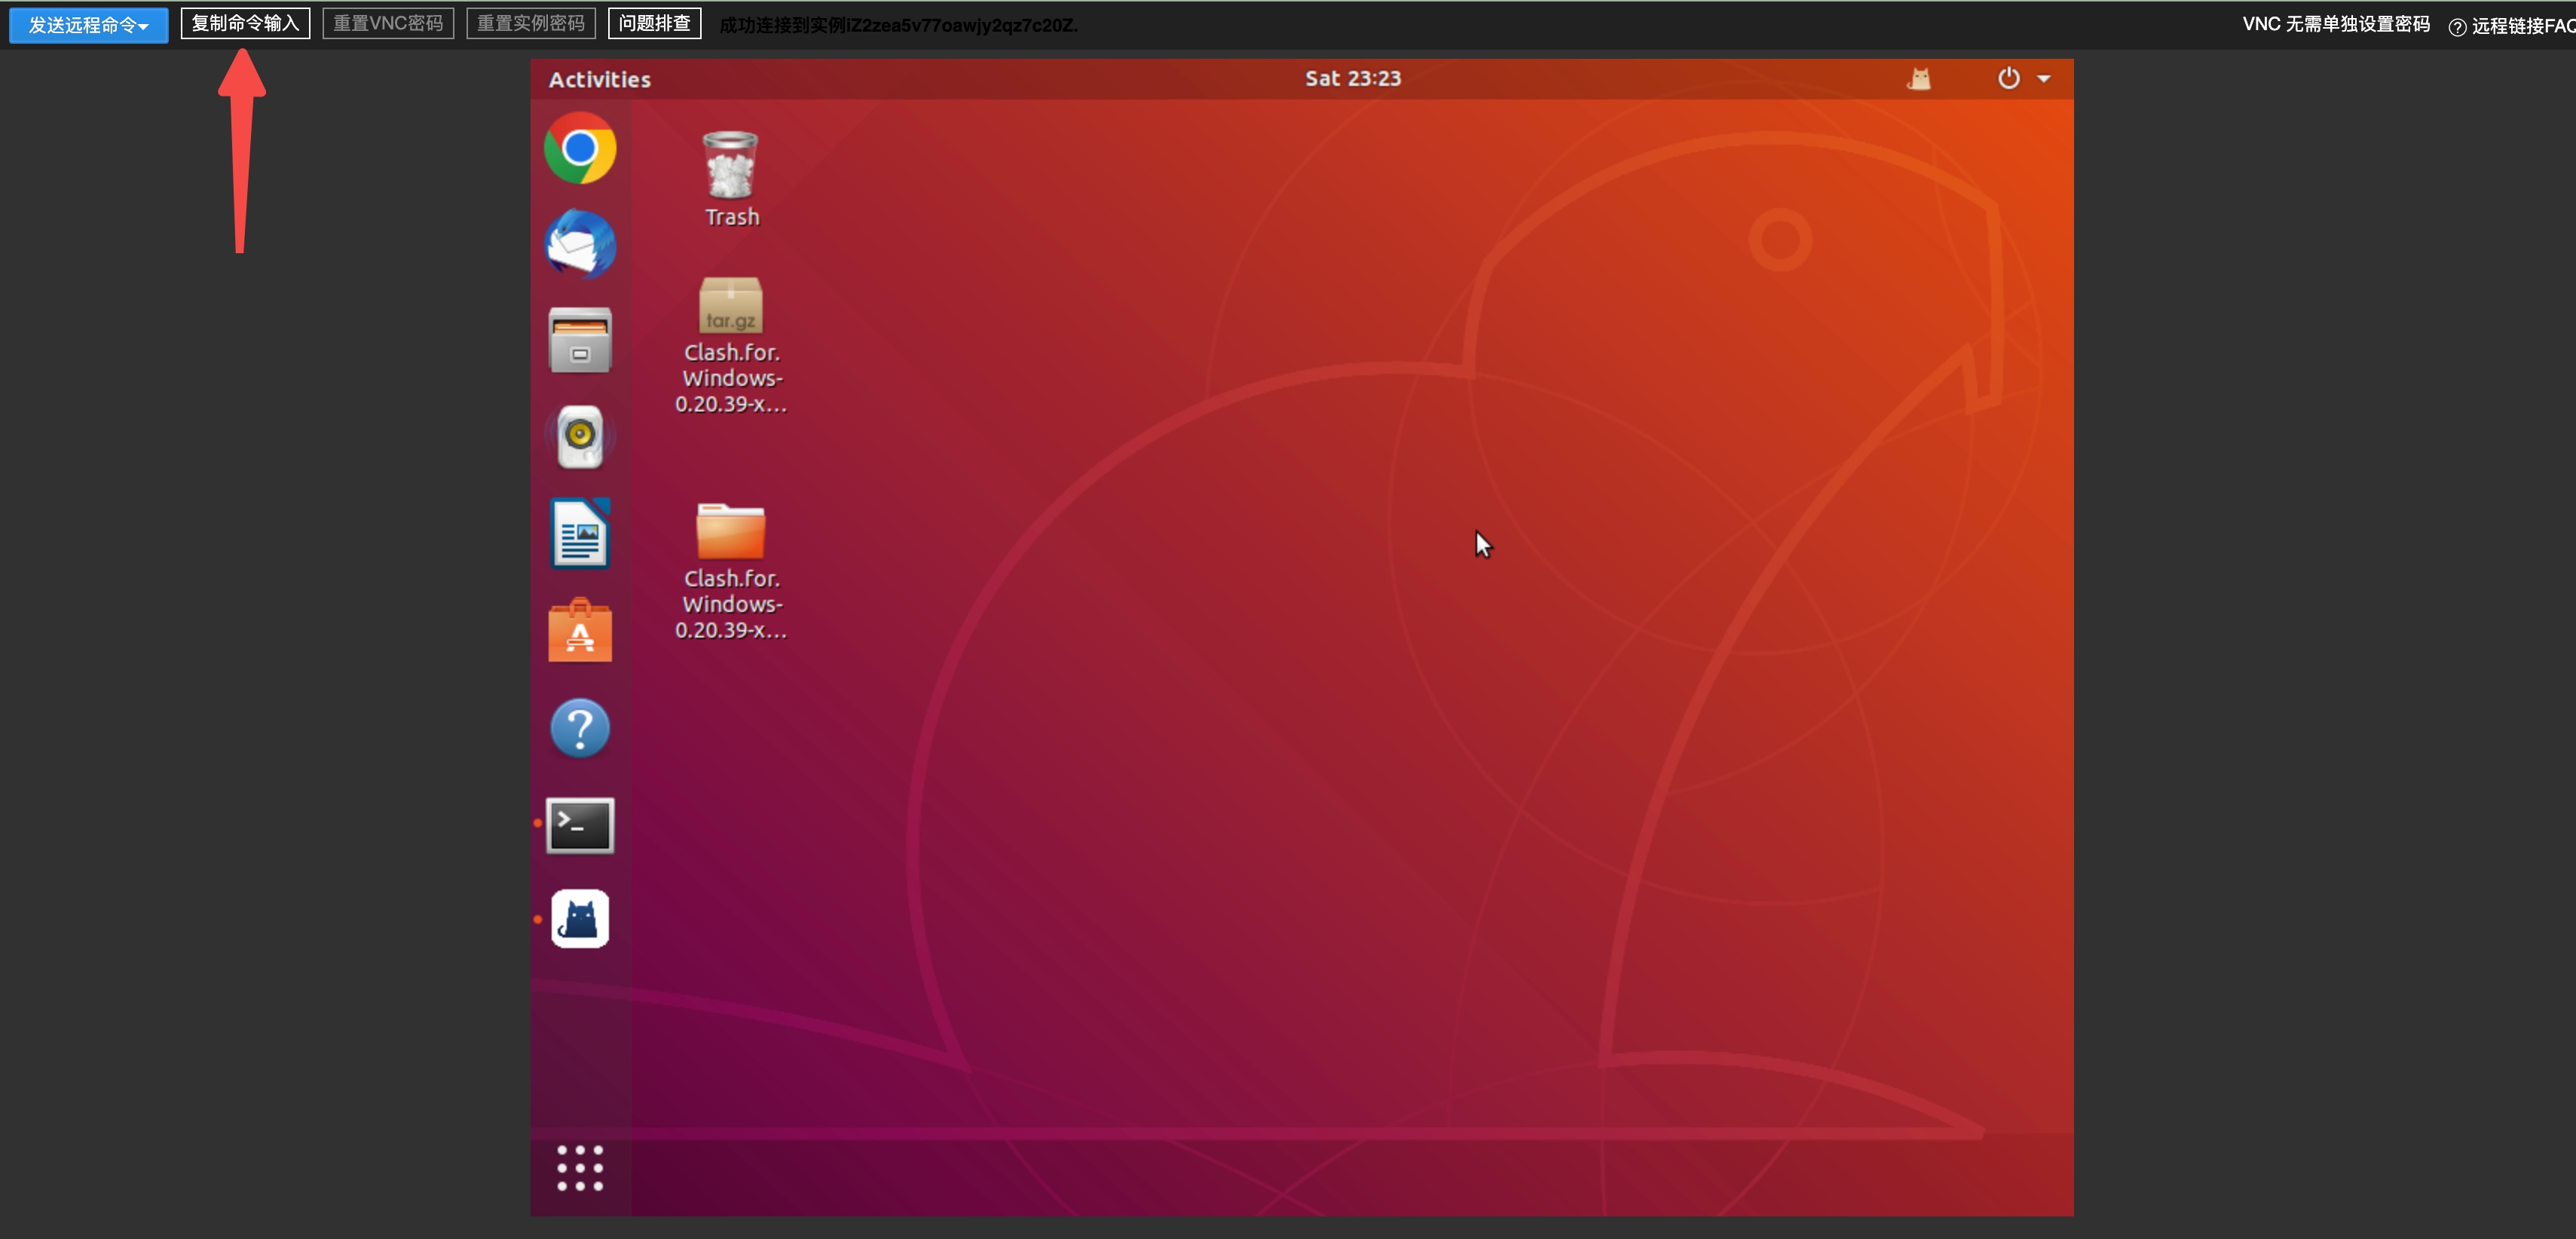 发送远程命令
复制命令输入
重置VNC密码
重置实例密码
问题排查
成功连接到实例iZ2zea5v77oawjy2qz7c20Z.
VNC 无需单独设置密码
远程链接FAQ
Activities
Sat 23:23
Trash
tar.gz
Clash.for.
Windows-
0.20.39-x...
Clash.for.
Windows-
0.20.39-x...